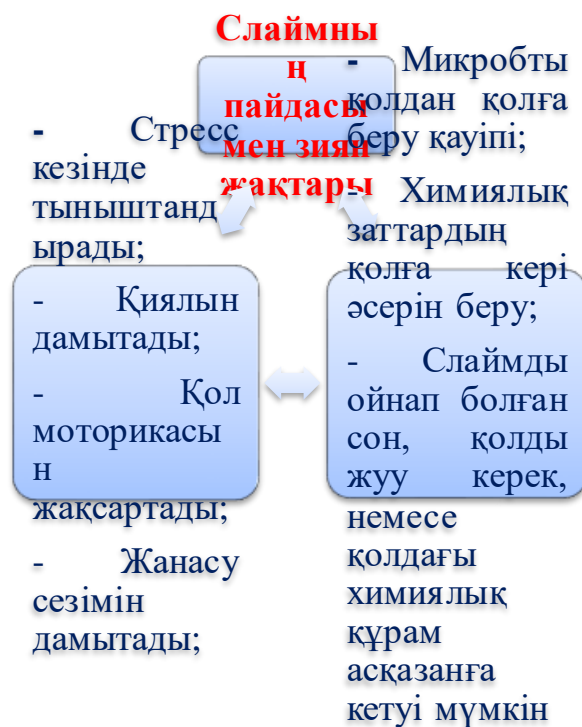 Слаймны
ң
пайдасы
мен зиян
жақтары
- Стресс
кезінде
тыныштанд
ырады;
- Қиялын
дамытады;
- Қол
моторикасы
н
жақсартады;
- Жанасу
сезімін
дамытады;
- Микробты
қолдан қолға
беру қауіпі;
- Химиялық
заттардың
қолға кері
әсерін беру;
- Слаймды
ойнап болған
сон, қолды
жуу керек,
немесе
қолдағы
химиялық
құрам
асқазанға
кетуі мүмкін